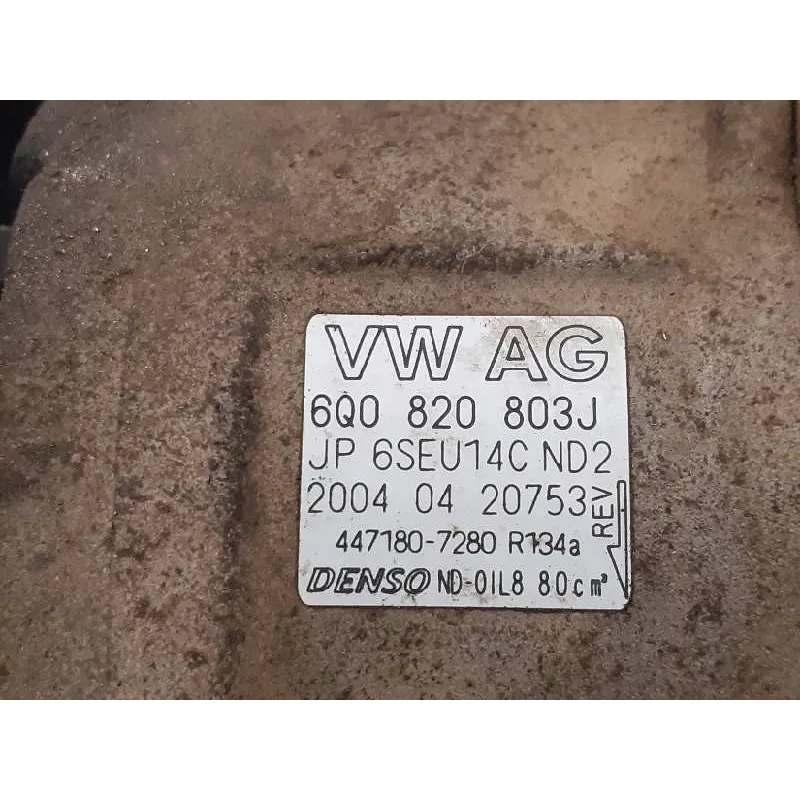 VW AG
6Q0 820 803J
JP 6SEU14C ND2
2004 04 20753
REV
447180-7280 R134a
DENSO ND-OIL8 80cm³